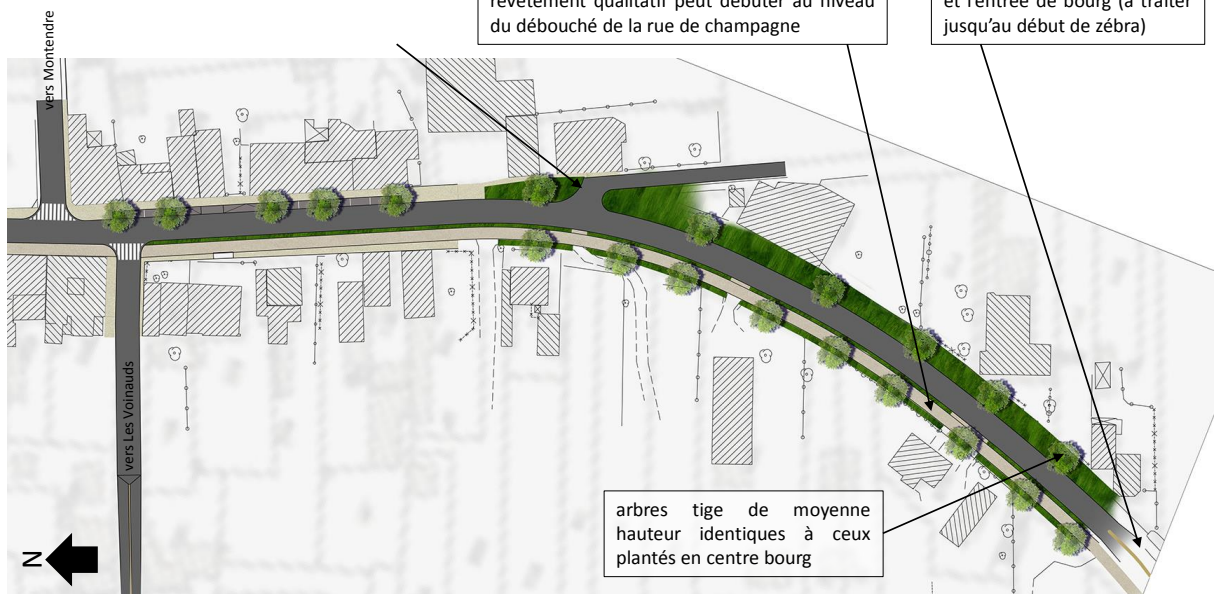 revêtement qualitatif peut débuter au niveau
du débouché de la rue de champagne
et l'entrée de bourg (à traiter
jusqu'au début de zébra)
vers Montendre
vers Les Voinauds
arbres tige de moyenne
hauteur identiques à ceux
plantés en centre bourg
N